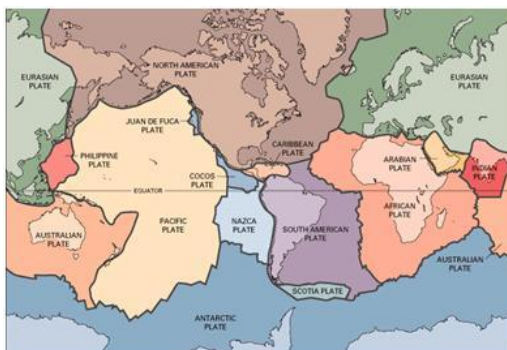 EURASIAN
PLATE
NORTH AMERICAN
PLATE
EURASIAN
PLATE
JUAN DE FUCA
PLATE
CARIBBEAN
PLATE
PHILIPPINE
PLATE
ARABIAN
PLATE
INDIAN
PLATE
COCOS
PLATE
EQUATOR
AUSTRALIAN
PLATE
PACIFIC
PLATE
NAZCA
PLATE
SOUTH AMERICAN
PLATE
AFRICAN
PLATE
AUSTRALIAN
PLATE
SCOTIA PLATE
ANTARCTIC
PLATE